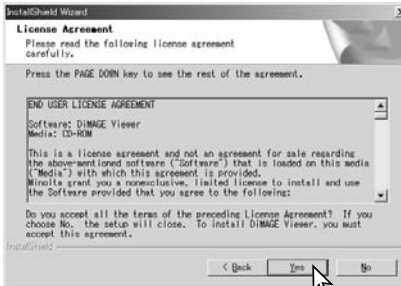 InstallShield Wizard
License Agreement
Please read the following license agreement
carefully.
Press the PAGE DOWN key to see the rest of the agreement.
END USER LICENSE AGREEMENT
Software: DiMAGE Viewer
Media: CD-ROM
This is a license agreement and not an agreement for sale regarding
the above-mentioned software ("Software") that is loaded on this media
("Media") with which this agreement is provided.
Minolta grant you a nonexclusive, limited license to install and use
the Software provided that you agree to the following:
Do you accept all the terms of the preceding License Agreement? If you
choose No, the setup will close. To install DiMAGE Viewer, you must
accept this agreement.
InstallShield
< Back Yes No